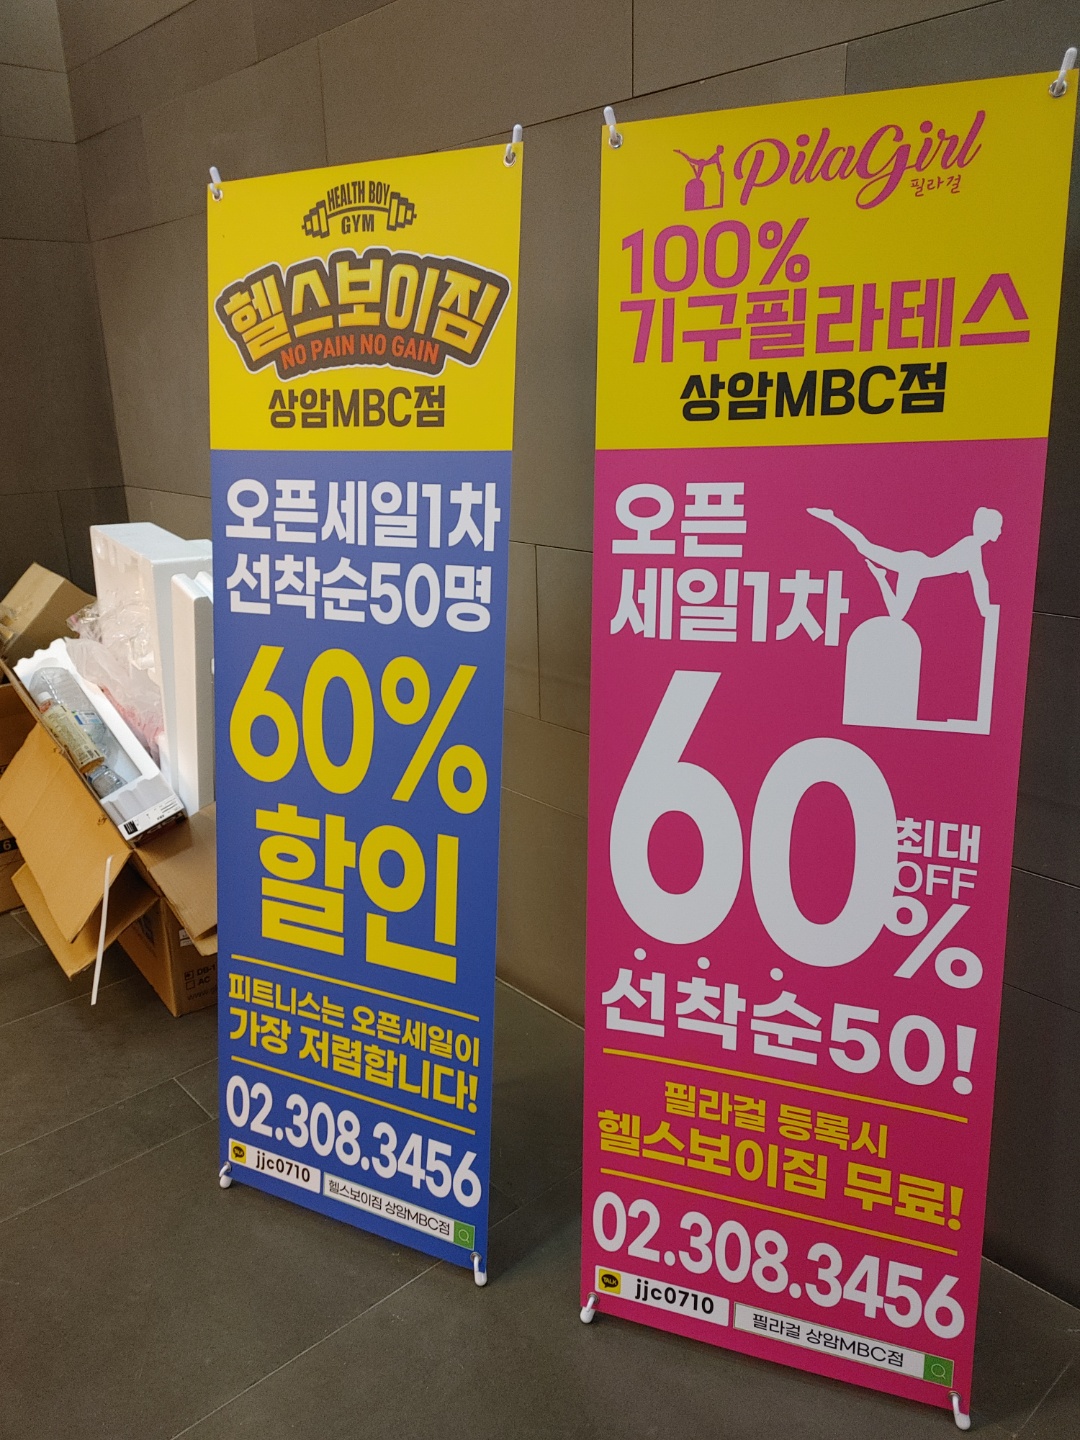 HEALTH BOY
GYM
헬스보이짐
NO PAIN NO GAIN
상암MBC점
오픈세일1차
선착순50명
60%
할인
피트니스는 오픈세일이
가장 저렴합니다!
02.308.3456
jjc0710
헬스보이짐 상암MBC점
PilaGirl
필라걸
100%
기구필라테스
상암MBC점
오픈
세일1차
60%
최대
OFF
선착순50!
필라걸 등록시
헬스보이짐 무료!
02.308.3456
TALK
jjc0710
필라걸 상암MBC점